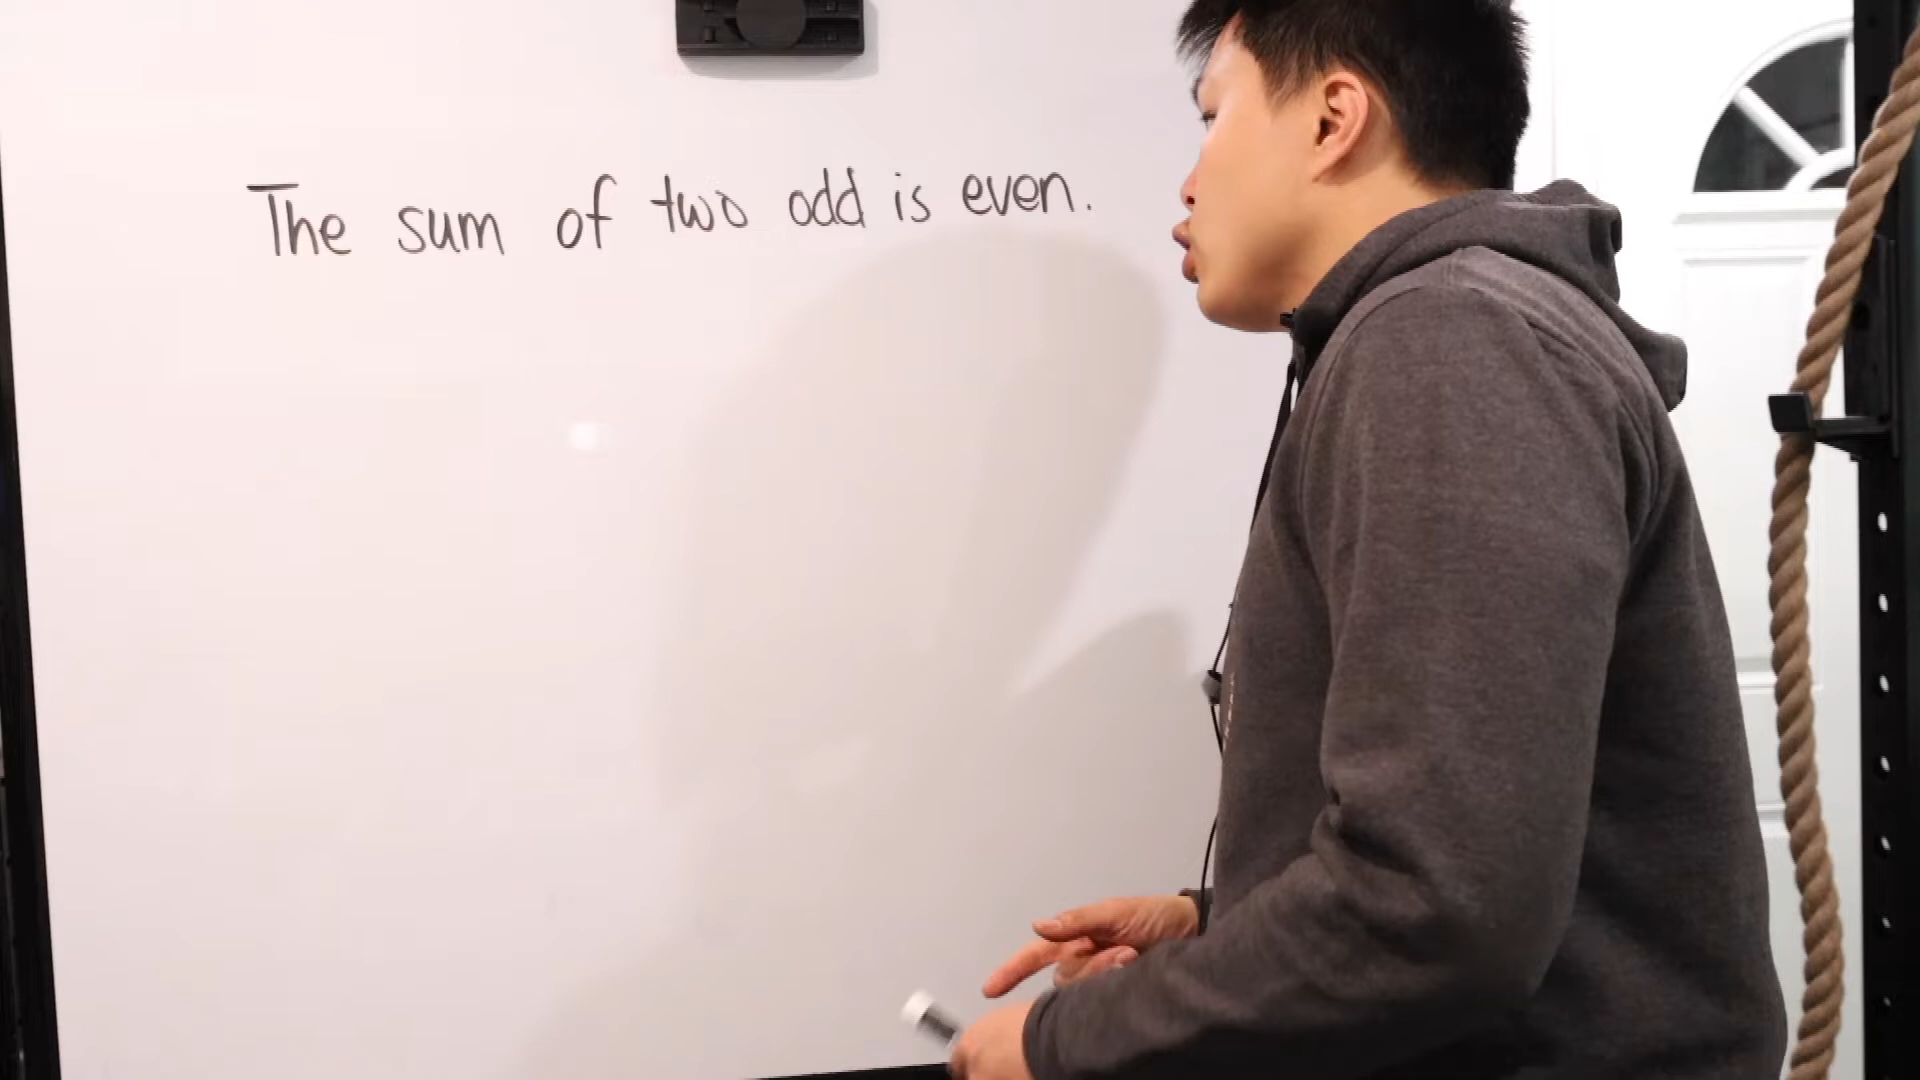 The sum of two odd is even.